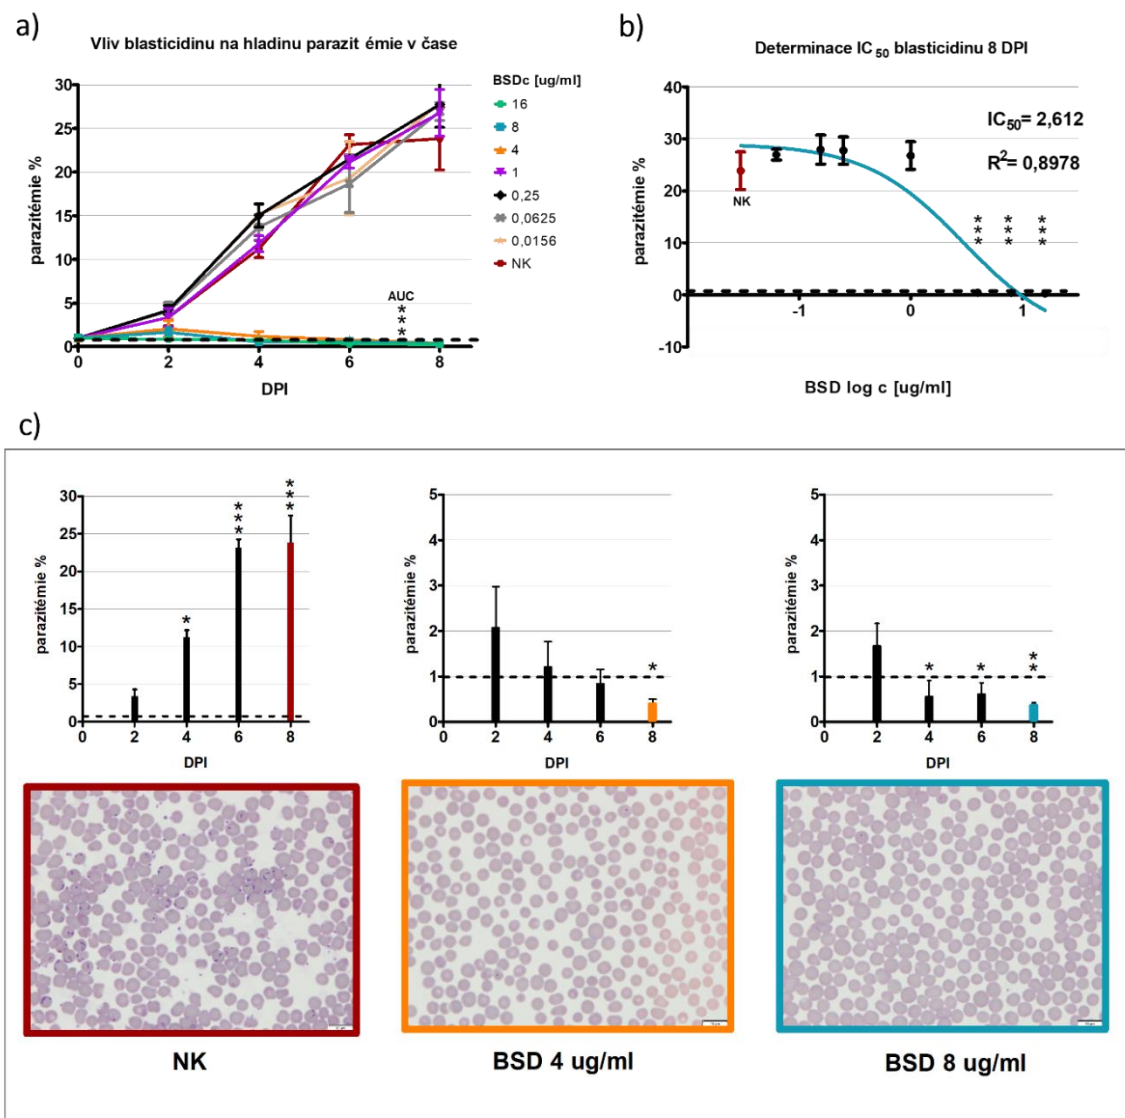 a)
Vliv blasticidinu na hladinu parazit émie v čase
parazitémie %
30
25
20
15
10
5
0
0 2 4 6 8
DPI
AUC
***
BSDc [ug/ml]
16
8
4
1
0,25
0,0625
0,0156
NK
b)
Determinace IC50 blasticidinu 8 DPI
parazitémie %
40
30
20
10
0
-10
-1 0 1
BSD log c [ug/ml]
IC50= 2,612
R2= 0,8978
NK
*** *** ***
c)
parazitémie %
30
25
20
15
10
5
0
0 2 4 6 8
DPI
* *** ***
parazitémie %
5
4
3
2
1
0
0 2 4 6 8
DPI
*
parazitémie %
5
4
3
2
1
0
0 2 4 6 8
DPI
* * **
NK
BSD 4 ug/ml
BSD 8 ug/ml